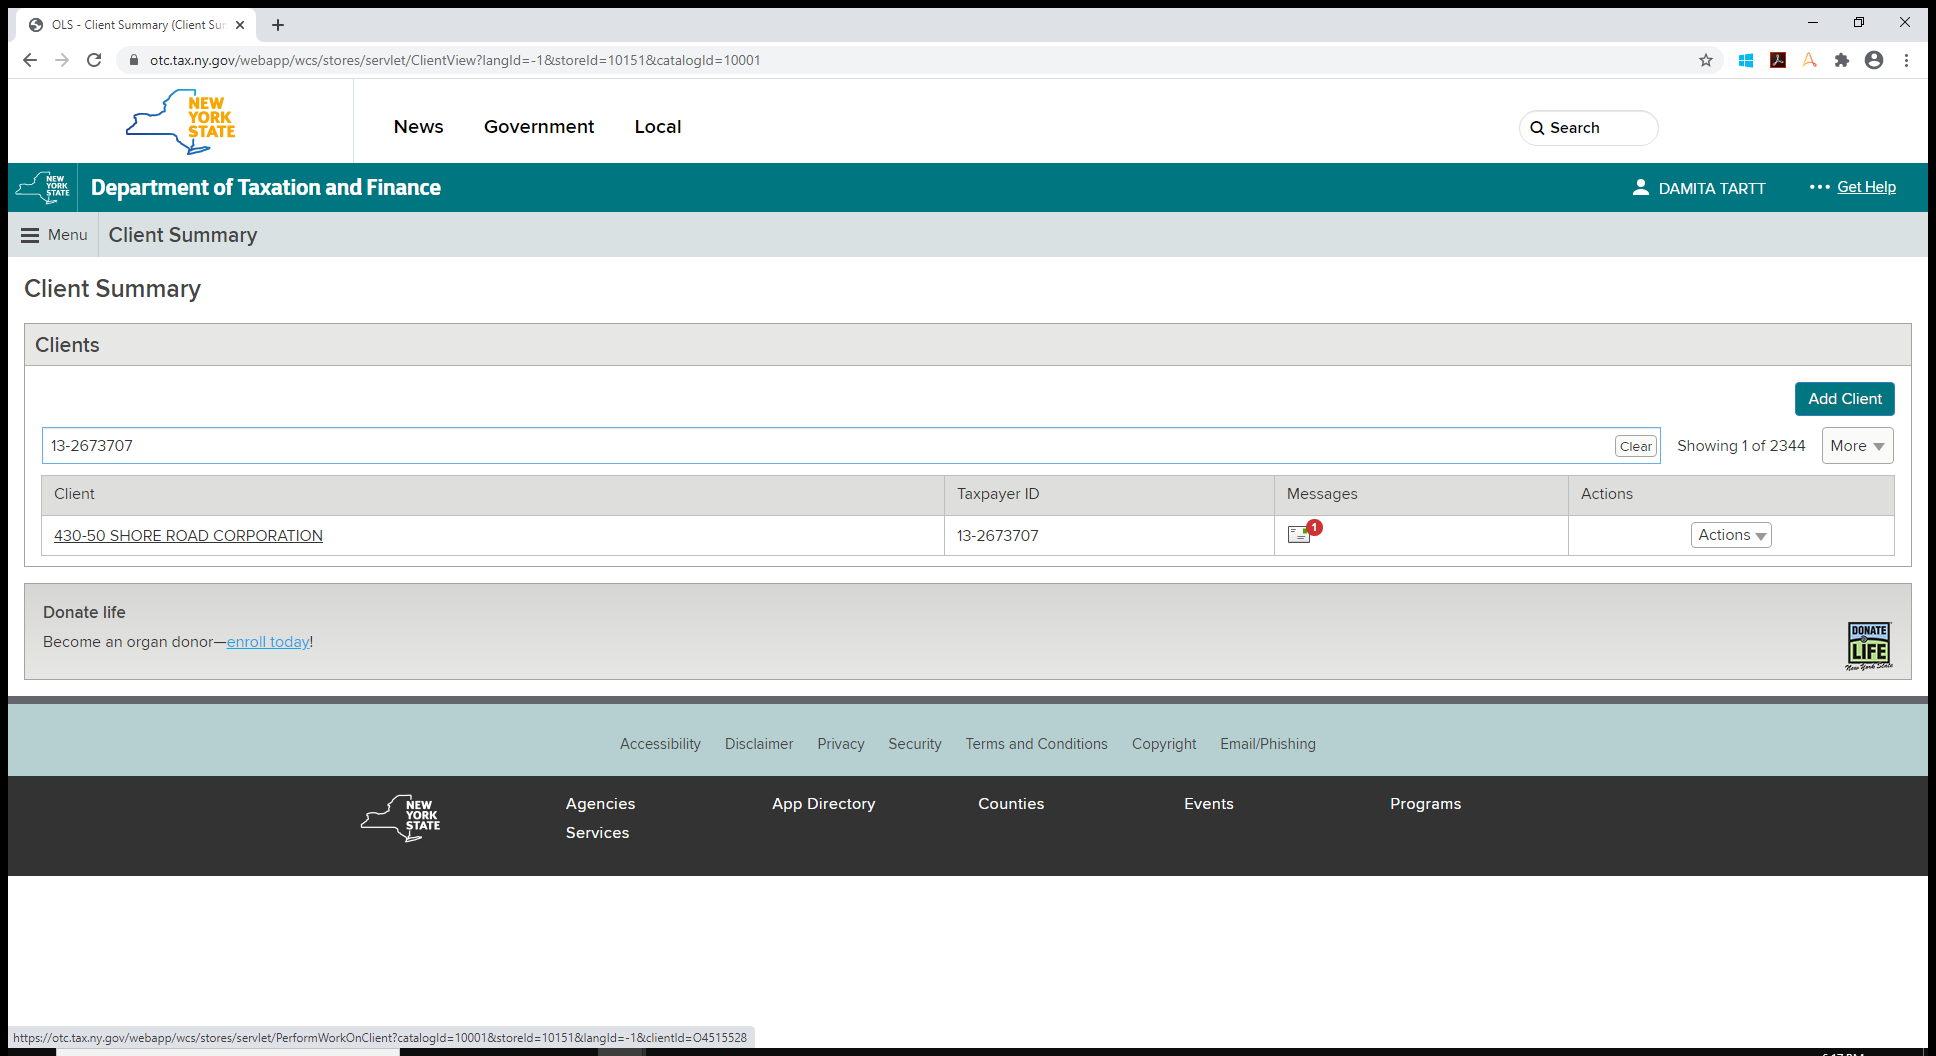 OLS - Client Summary (Client Sur
otc.tax.ny.gov/webapp/wcs/stores/servlet/ClientView?langId=-1&storeId=10151&catalogId=10001
NEW
YORK
STATE
News Government Local
Search
NEW
YORK
STATE
Department of Taxation and Finance
DAMITA TARTT
Get Help
Menu
Client Summary
Client Summary
Clients
Add Client
13-2673707
Clear
Showing 1 of 2344
More
Client Taxpayer ID Messages Actions
430-50 SHORE ROAD CORPORATION 13-2673707 1 Actions
Donate life
Become an organ donor—enroll today!
DONATE
LIFE
New York State
Accessibility Disclaimer Privacy Security Terms and Conditions Copyright Email/Phishing
NEW
YORK
STATE
Agencies App Directory Counties Events Programs
Services
https://otc.tax.ny.gov/webapp/wcs/stores/servlet/PerformWorkOnClient?catalogId=10001&storeId=10151&langId=-1&clientId=O4515528